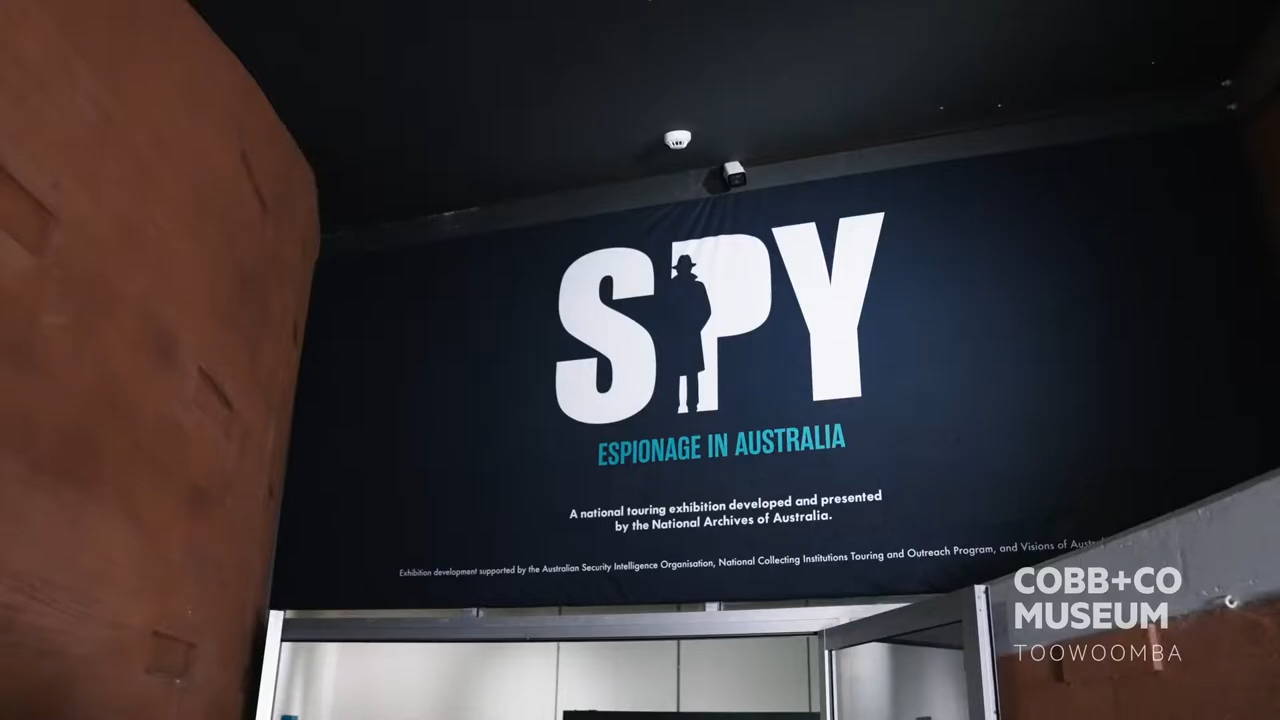 SPY
ESPIONAGE IN AUSTRALIA
A national touring exhibition developed and presented
by the National Archives of Australia.
Exhibition development supported by the Australian Security Intelligence Organisation, National Collecting Institutions Touring and Outreach Program, and Visions of
COBB+CO
MUSEUM
TOOWOOMBA